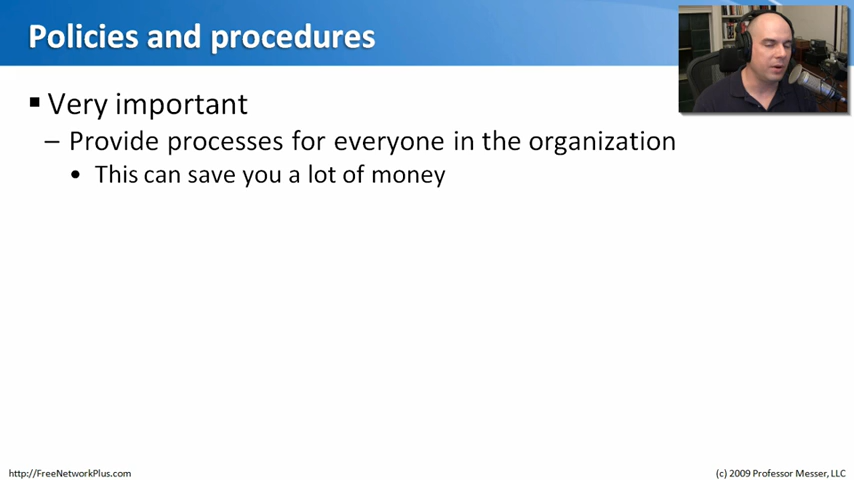 Policies and procedures
▪ Very important
– Provide processes for everyone in the organization
• This can save you a lot of money
http://FreeNetworkPlus.com
(c) 2009 Professor Messer, LLC